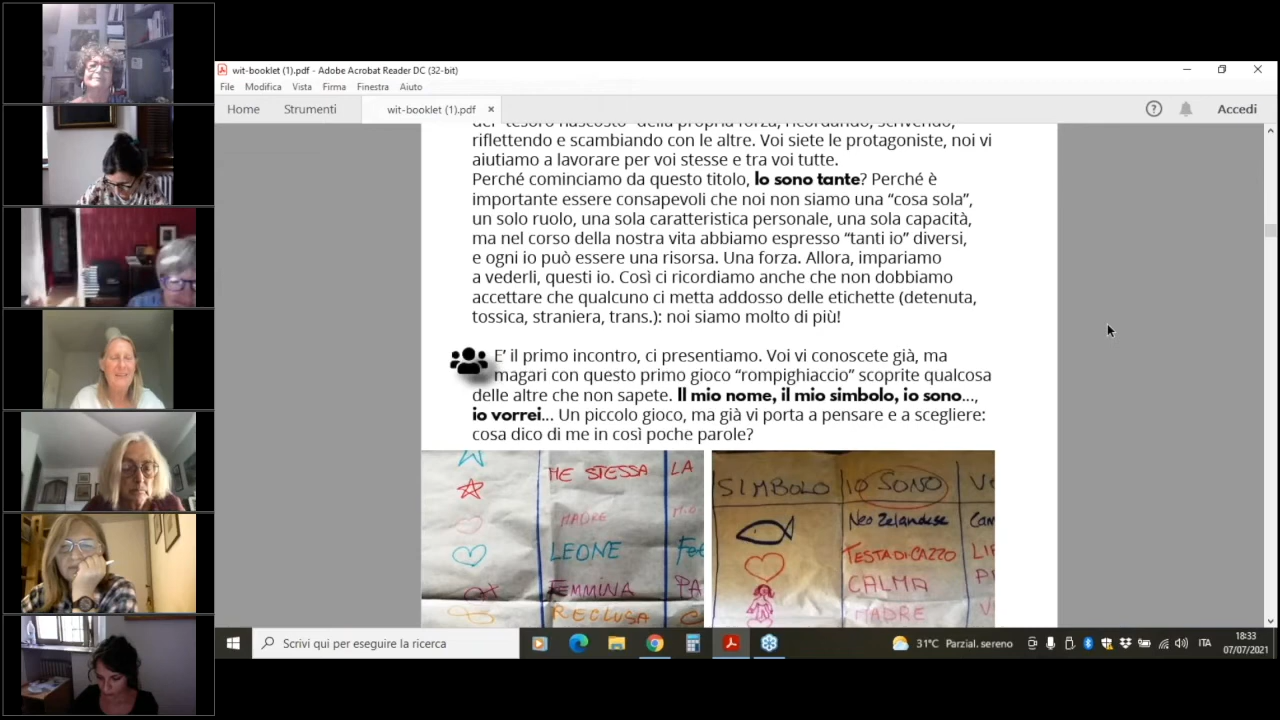 wit-booklet (1).pdf - Adobe Acrobat Reader DC (32-bit)
File Modifica Vista Firma Finestra Aiuto
Home Strumenti wit-booklet (1).pdf × Accedi
del "tesoro nascosto" della propria forza, ricordando, scrivendo,
riflettendo e scambiando con le altre. Voi siete le protagoniste, noi vi
aiutiamo a lavorare per voi stesse e tra voi tutte.
Perché cominciamo da questo titolo, Io sono tante? Perché è
importante essere consapevoli che noi non siamo una “cosa sola”,
un solo ruolo, una sola caratteristica personale, una sola capacità,
ma nel corso della nostra vita abbiamo espresso “tanti io” diversi,
e ogni io può essere una risorsa. Una forza. Allora, impariamo
a vederli, questi io. Così ci ricordiamo anche che non dobbiamo
accettare che qualcuno ci metta addosso delle etichette (detenuta,
tossica, straniera, trans.): noi siamo molto di più!
E’ il primo incontro, ci presentiamo. Voi vi conoscete già, ma
magari con questo primo gioco “rompighiaccio” scoprite qualcosa
delle altre che non sapete. Il mio nome, il mio simbolo, io sono...,
io vorrei... Un piccolo gioco, ma già vi porta a pensare e a scegliere:
cosa dico di me in così poche parole?
ME STESSA LA
MADRE
LEONE
FEMMINA PA
RECLUSA
SIMBOLO IO SONO
Neo Zelandese
TESTA DI CAZZO
CALMA
MADRE
Scrivi qui per eseguire la ricerca
31°C Parzial. sereno
ITA
18:33
07/07/2021